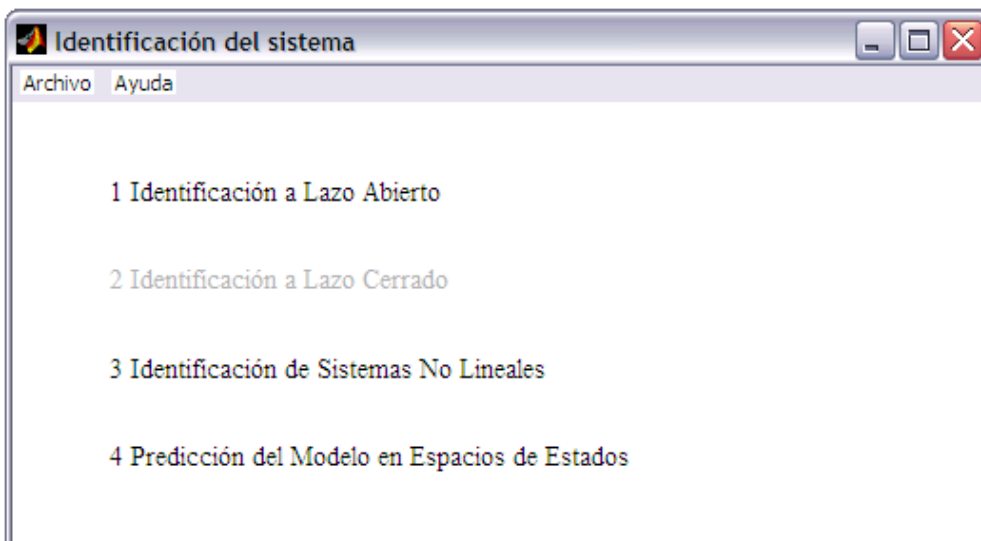 Identificación del sistema
Archivo Ayuda
1 Identificación a Lazo Abierto
2 Identificación a Lazo Cerrado
3 Identificación de Sistemas No Lineales
4 Predicción del Modelo en Espacios de Estados